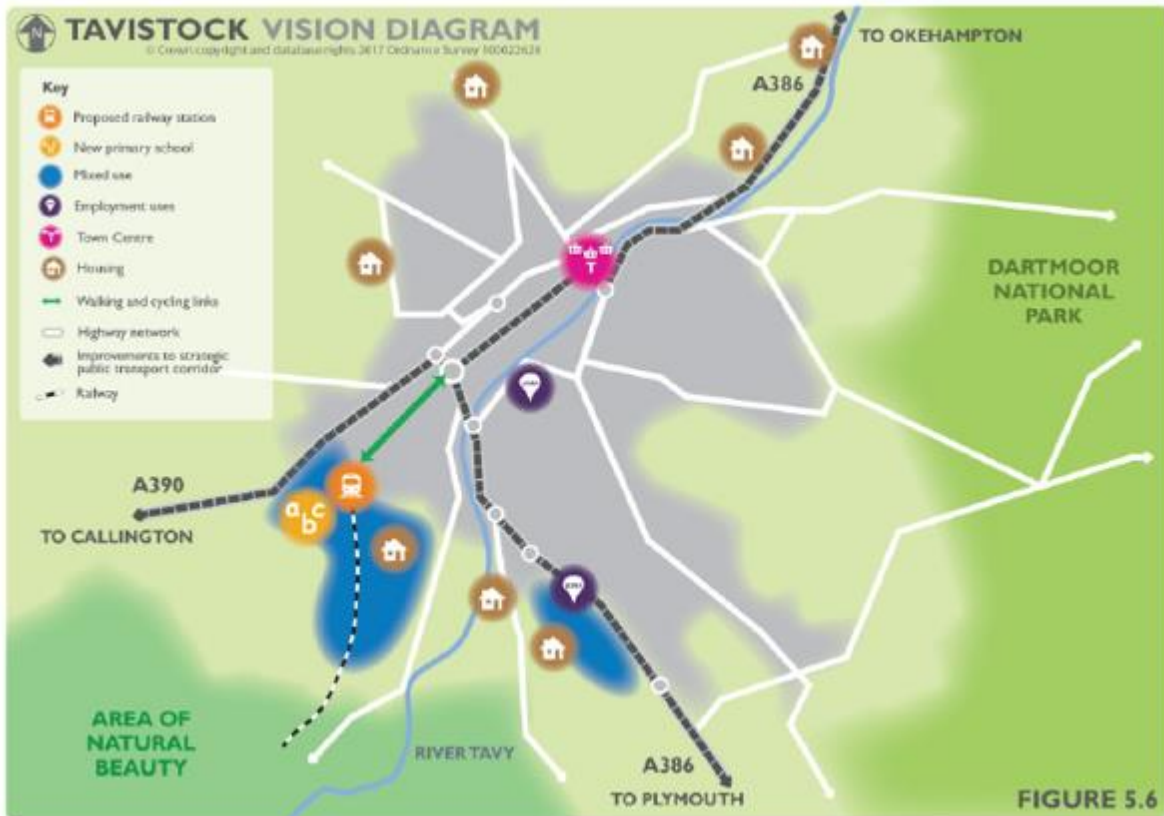 N
TAVISTOCK VISION DIAGRAM
© Crown copyright and database rights 2017 Ordnance Survey 100022628
Key
Proposed railway station
New primary school
Mixed use
Employment uses
Town Centre
Housing
Walking and cycling links
Highway network
Improvements to strategic
public transport corridor
Railway
TO OKEHAMPTON
A386
T
DARTMOOR
NATIONAL
PARK
A390
TO CALLINGTON
abc
AREA OF
NATURAL
BEAUTY
RIVER TAVY
A386
TO PLYMOUTH
FIGURE 5.6